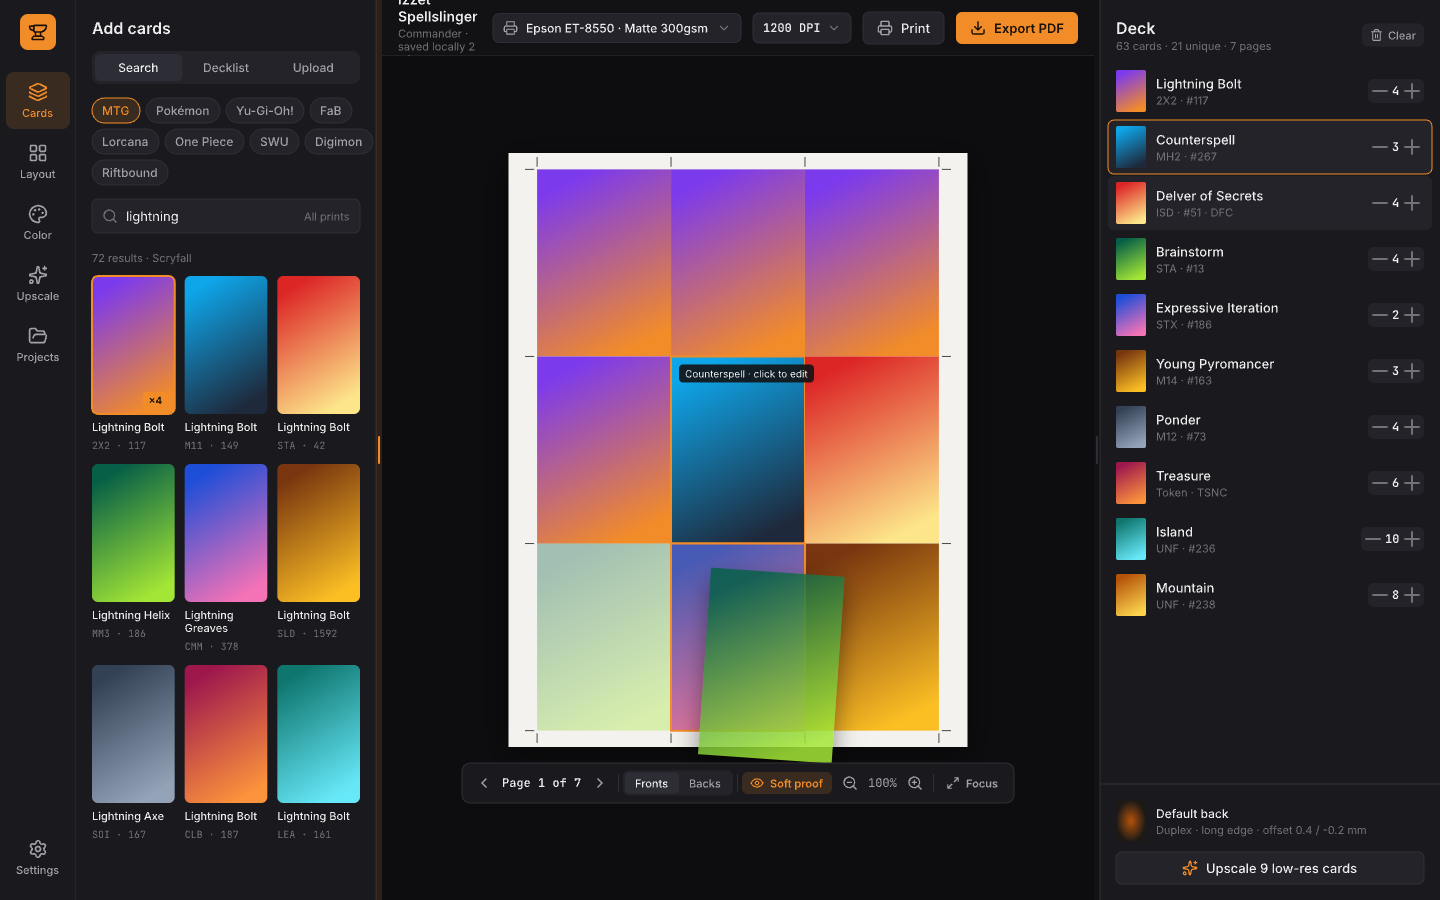 Cards
Layout
Color
Upscale
Projects
Settings
Add cards
Search
Decklist
Upload
MTG
Pokémon
Yu-Gi-Oh!
FaB
Lorcana
One Piece
SWU
Digimon
Riftbound
lightning
All prints
72 results · Scryfall
×4
Lightning Bolt
2X2 · 117
Lightning Bolt
M11 · 149
Lightning Bolt
STA · 42
Lightning Helix
MM3 · 186
Lightning
Greaves
CMM · 378
Lightning Bolt
SLD · 1592
Lightning Axe
SOI · 167
Lightning Bolt
CLB · 187
Lightning Bolt
LEA · 161
Izzet
Spellslinger
Commander ·
saved locally 2
Epson ET-8550 · Matte 300gsm
1200 DPI
Print
Export PDF
Counterspell · click to edit
Page 1 of 7
Fronts
Backs
Soft proof
100%
Focus
Deck
63 cards · 21 unique · 7 pages
Clear
Lightning Bolt
2X2 · #117
4
Counterspell
MH2 · #267
3
Delver of Secrets
ISD · #51 · DFC
4
Brainstorm
STA · #13
4
Expressive Iteration
STX · #186
2
Young Pyromancer
M14 · #163
3
Ponder
M12 · #73
4
Treasure
Token · TSNC
6
Island
UNF · #236
10
Mountain
UNF · #238
8
Default back
Duplex · long edge · offset 0.4 / -0.2 mm
Upscale 9 low-res cards